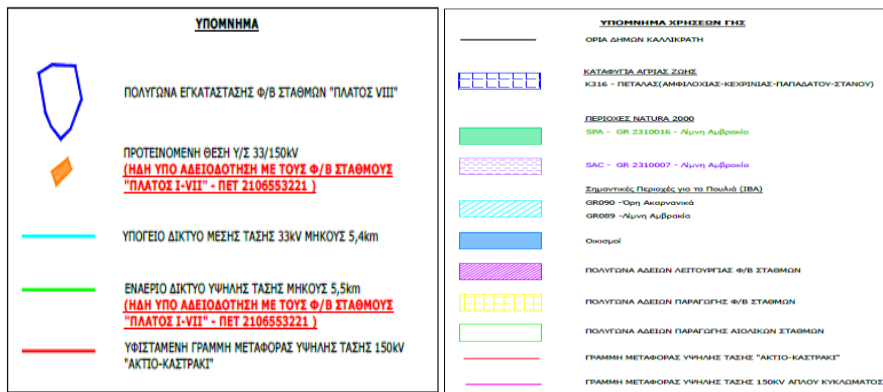 ΥΠΟΜΝΗΜΑ
ΠΟΛΥΓΩΝΑ ΕΓΚΑΤΑΣΤΑΣΗΣ Φ/Β ΣΤΑΘΜΩΝ "ΠΛΑΤΟΣ VIII"
ΠΡΟΤΕΙΝΟΜΕΝΗ ΘΕΣΗ Υ/Σ 33/150kV
(ΗΔΗ ΥΠΟ ΑΔΕΙΟΔΟΤΗΣΗ ΜΕ ΤΟΥΣ Φ/Β ΣΤΑΘΜΟΥΣ
"ΠΛΑΤΟΣ I-VII" - ΠΕΤ 2106553221 )
ΥΠΟΓΕΙΟ ΔΙΚΤΥΟ ΜΕΣΗΣ ΤΑΣΗΣ 33kV ΜΗΚΟΥΣ 5,4km
ΕΝΑΕΡΙΟ ΔΙΚΤΥΟ ΥΨΗΛΗΣ ΤΑΣΗΣ ΜΗΚΟΥΣ 5,5km
(ΗΔΗ ΥΠΟ ΑΔΕΙΟΔΟΤΗΣΗ ΜΕ ΤΟΥΣ Φ/Β ΣΤΑΘΜΟΥΣ
"ΠΛΑΤΟΣ I-VII" - ΠΕΤ 2106553221 )
ΥΦΙΣΤΑΜΕΝΗ ΓΡΑΜΜΗ ΜΕΤΑΦΟΡΑΣ ΥΨΗΛΗΣ ΤΑΣΗΣ 150kV
"ΑΚΤΙΟ-ΚΑΣΤΡΑΚΙ"
ΥΠΟΜΝΗΜΑ ΧΡΗΣΕΩΝ ΓΗΣ
ΟΡΙΑ ΔΗΜΩΝ ΚΑΛΛΙΚΡΑΤΗ
ΚΑΤΑΦΥΓΙΑ ΑΓΡΙΑΣ ΖΩΗΣ
Κ316 - ΠΕΤΑΛΑΣ(ΑΜΦΙΛΟΧΙΑΣ-ΚΕΧΡΙΝΙΑΣ-ΠΑΠΑΔΑΤΟΥ-ΣΤΑΝΟΥ)
ΠΕΡΙΟΧΕΣ NATURA 2000
SPA - GR 2310016 - Λίμνη Αμβρακία
SAC - GR 2310007 - Λίμνη Αμβρακία
Σημαντικές Περιοχές για τα Πουλιά (IBA)
GR090 -Όρη Ακαρνανικά
GR089 -Λίμνη Αμβρακία
Οικισμοί
ΠΟΛΥΓΩΝΑ ΑΔΕΙΩΝ ΛΕΙΤΟΥΡΓΙΑΣ Φ/Β ΣΤΑΘΜΩΝ
ΠΟΛΥΓΩΝΑ ΑΔΕΙΩΝ ΠΑΡΑΓΩΓΗΣ Φ/Β ΣΤΑΘΜΩΝ
ΠΟΛΥΓΩΝΑ ΑΔΕΙΩΝ ΠΑΡΑΓΩΓΗΣ ΑΙΟΛΙΚΩΝ ΣΤΑΘΜΩΝ
ΓΡΑΜΜΗ ΜΕΤΑΦΟΡΑΣ ΥΨΗΛΗΣ ΤΑΣΗΣ "ΑΚΤΙΟ-ΚΑΣΤΡΑΚΙ"
ΓΡΑΜΜΗ ΜΕΤΑΦΟΡΑΣ ΥΨΗΛΗΣ ΤΑΣΗΣ 150KV ΑΠΛΟΥ ΚΥΚΛΩΜΑΤΟΣ